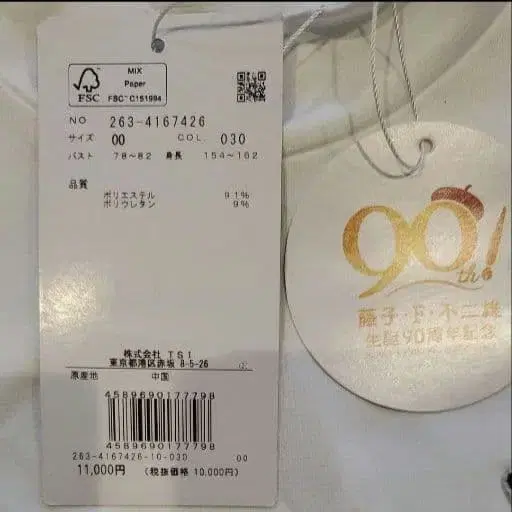 MIX
Paper
FSC
FSC™ C151994
NO 263-4167426
サイズ 00 COL. 030
バスト 78~82 身長 154~162
品質
ポリエステル 91%
ポリウレタン 9%
株式会社 TSI
東京都港区赤坂 8-5-26
原産地 中国
4589690177798
4589690177798
263-4167426-10-030 00
11,000円 (税抜価格 10,000円)
90th!
藤子・F・不二雄
生誕90周年記念